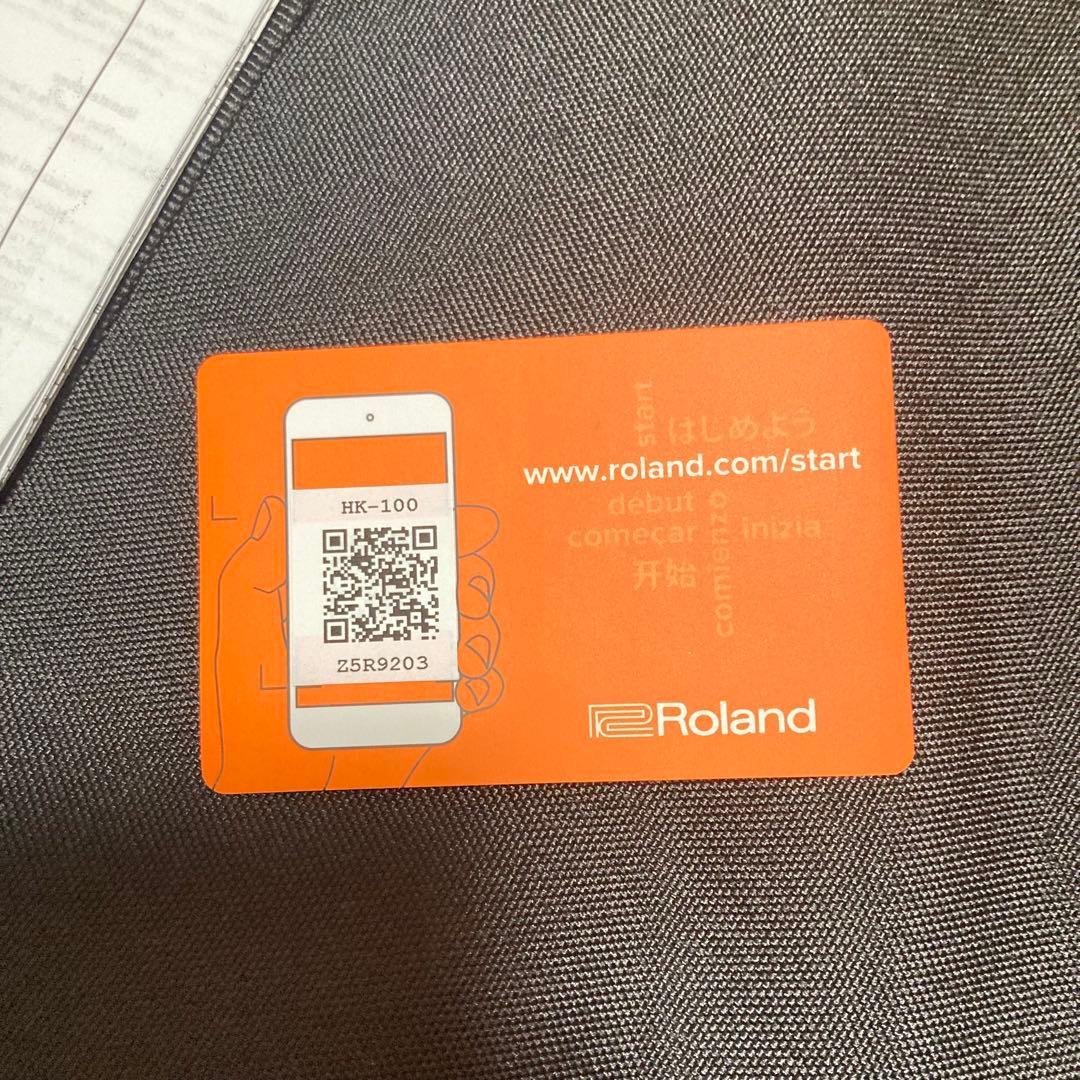 HK-100
Z5R9203
start
はじめよう
www.roland.com/start
début
começar
comienzo
inizia
开始
Roland